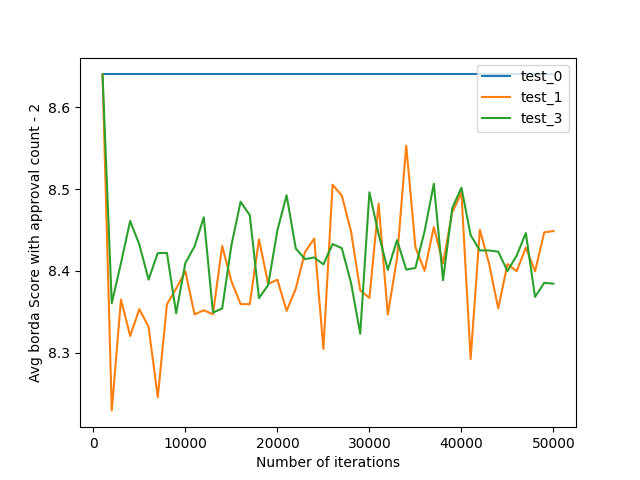 test_0
test_1
test_3
8.6
8.5
8.4
8.3
Avg borda Score with approval count - 2
0 10000 20000 30000 40000 50000
Number of iterations